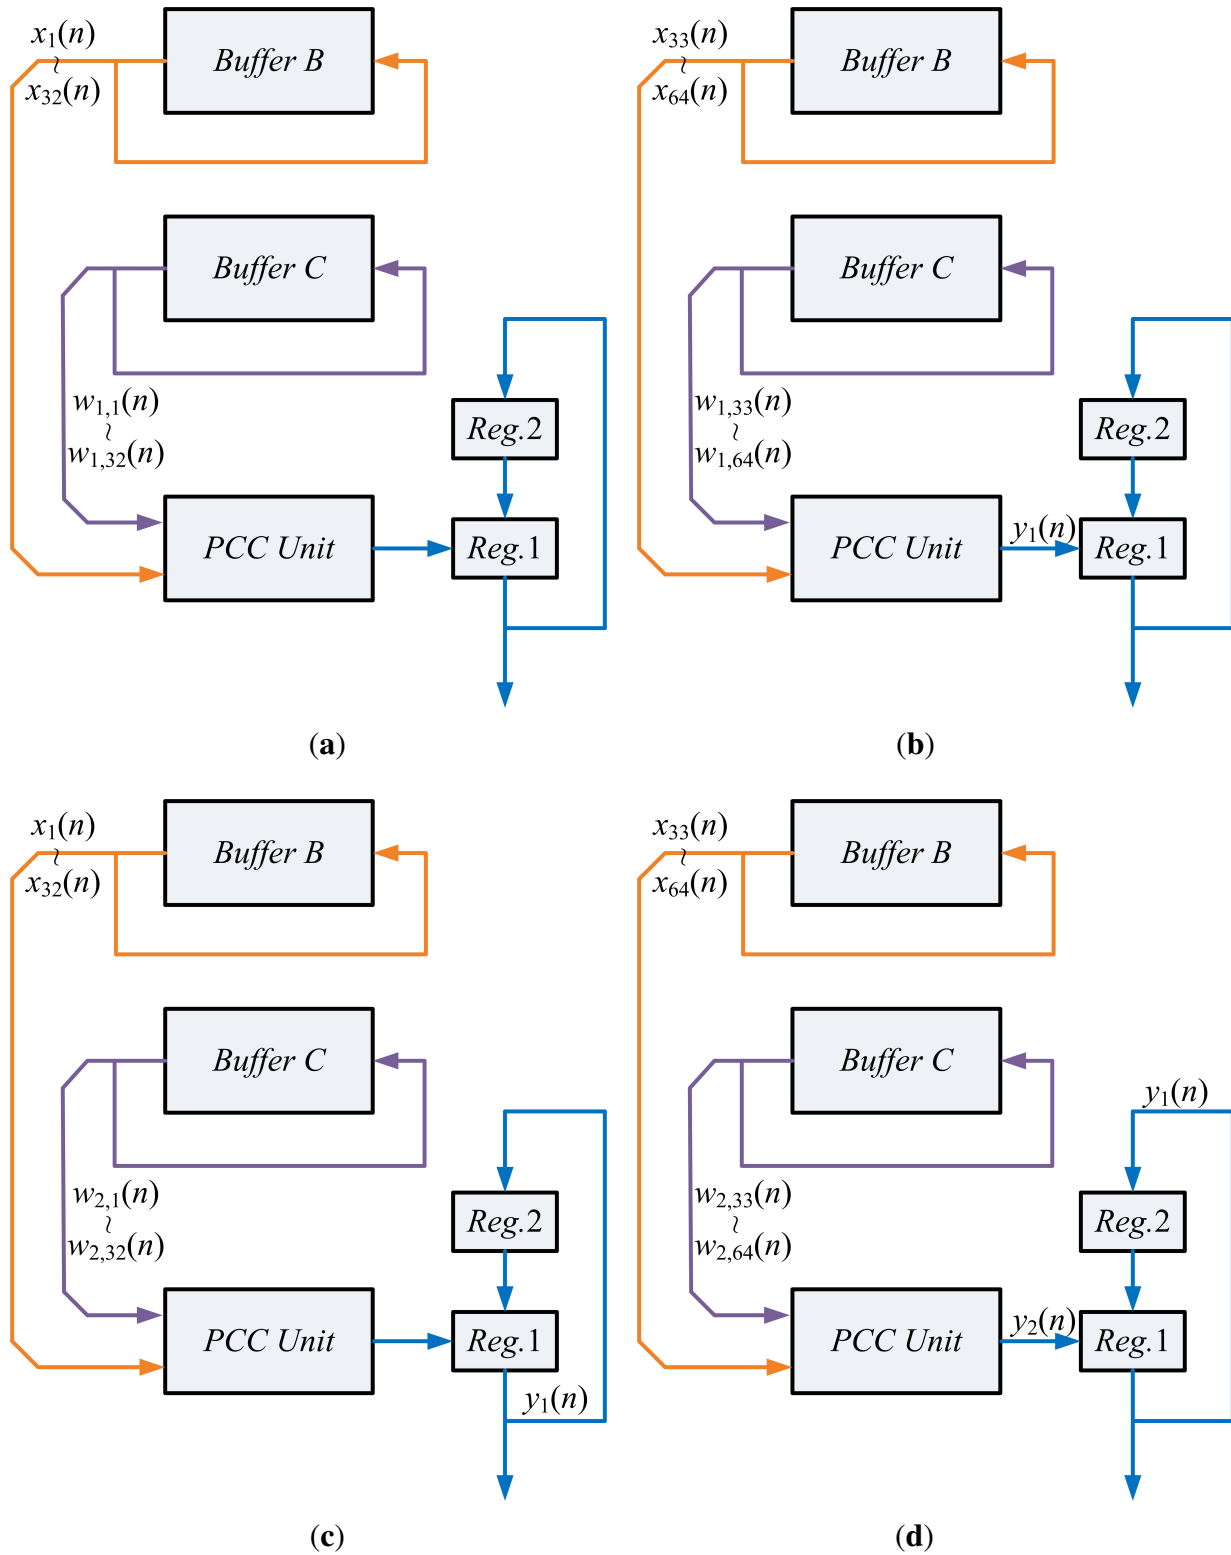 x₁(n)
~
x₃₂(n)
Buffer B
Buffer C
w₁,₁(n)
~
w₁,₃₂(n)
Reg.2
PCC Unit
Reg.1
(a)
x₃₃(n)
~
x₆₄(n)
Buffer B
Buffer C
w₁,₃₃(n)
~
w₁,₆₄(n)
Reg.2
PCC Unit
y₁(n)
Reg.1
(b)
x₁(n)
~
x₃₂(n)
Buffer B
Buffer C
w₂,₁(n)
~
w₂,₃₂(n)
Reg.2
PCC Unit
Reg.1
y₁(n)
(c)
x₃₃(n)
~
x₆₄(n)
Buffer B
Buffer C
y₁(n)
w₂,₃₃(n)
~
w₂,₆₄(n)
Reg.2
PCC Unit
y₂(n)
Reg.1
(d)